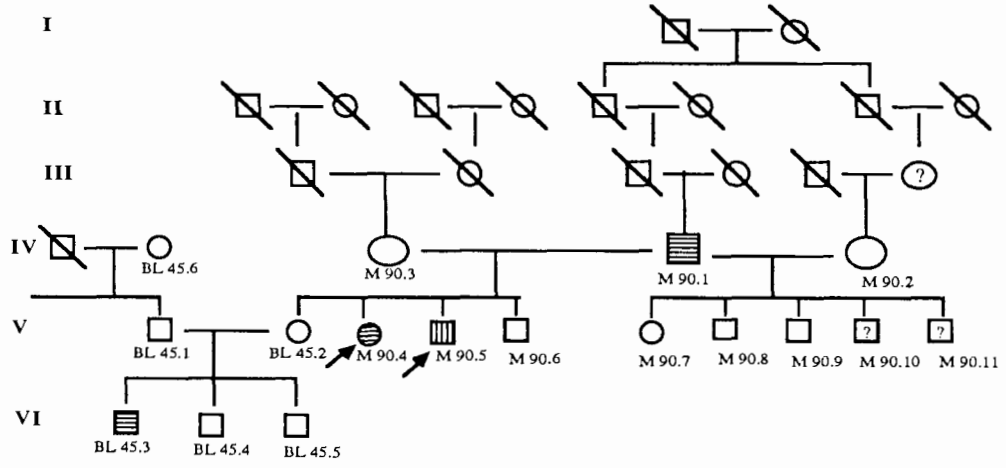 I
II
III
?
IV
BL 45.6
M 90.3
M 90.1
M 90.2
V
BL 45.1
BL 45.2
M 90.4
M 90.5
M 90.6
M 90.7
M 90.8
M 90.9
?
M 90.10
?
M 90.11
VI
BL 45.3
BL 45.4
BL 45.5